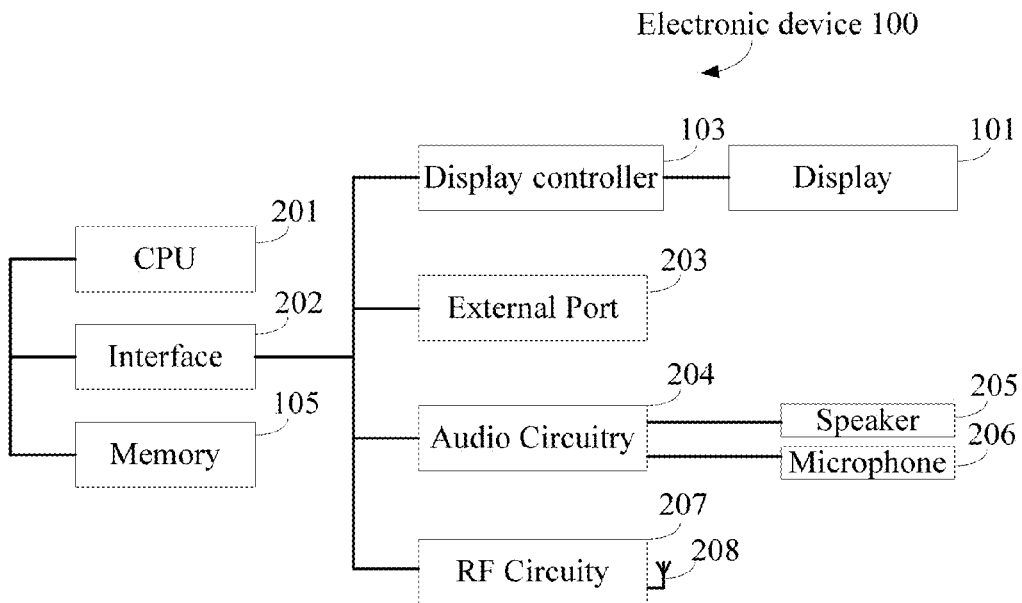 Electronic device 100
103
101
Display controller
Display
201
CPU
203
External Port
202
Interface
204
Audio Circuitry
205
Speaker
206
Microphone
105
Memory
207
RF Circuity
208